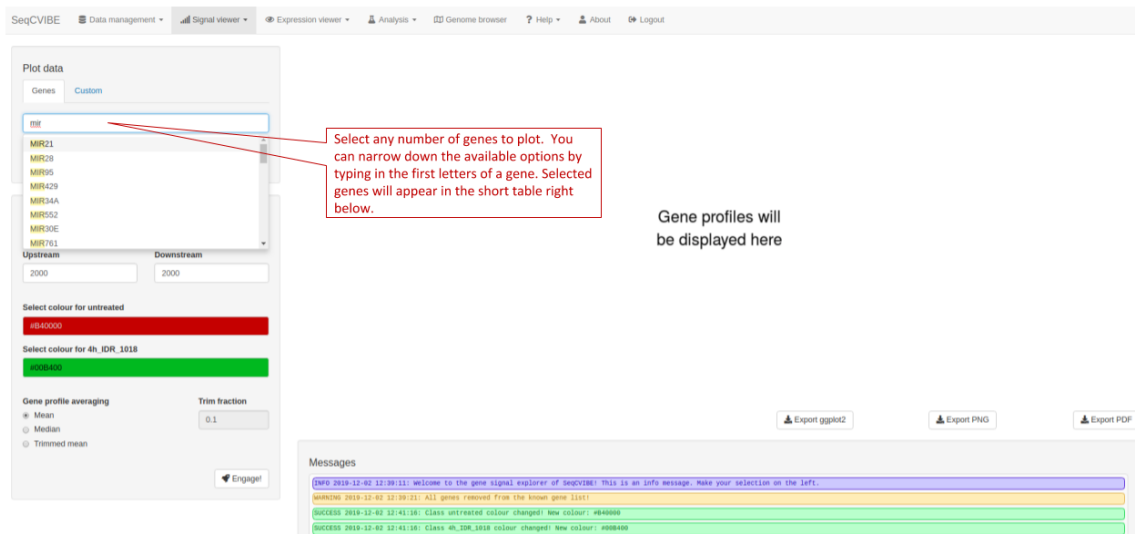 SeqCVIBE Data management Signal viewer Expression viewer Analysis Genome browser Help About Logout
Plot data
Genes Custom
mir
MIR21
MIR28
MIR95
MIR429
MIR34A
MIR552
MIR30E
MIR761
Select any number of genes to plot. You
can narrow down the available options by
typing in the first letters of a gene. Selected
genes will appear in the short table right
below.
Gene profiles will
be displayed here
Upstream Downstream
2000 2000
Select colour for untreated
#B40000
Select colour for 4h_IDR_1018
#00B400
Gene profile averaging Trim fraction
Mean 0.1
Median
Trimmed mean
Engage!
Export ggplot2 Export PNG Export PDF
Messages
INFO 2019-12-02 12:39:11: Welcome to the gene signal explorer of SeqCVIBE! This is an info message. Make your selection on the left.
WARNING 2019-12-02 12:39:21: All genes removed from the known gene list!
SUCCESS 2019-12-02 12:41:16: Class untreated colour changed! New colour: #B40000
SUCCESS 2019-12-02 12:41:16: Class 4h_IDR_1018 colour changed! New colour: #00B400